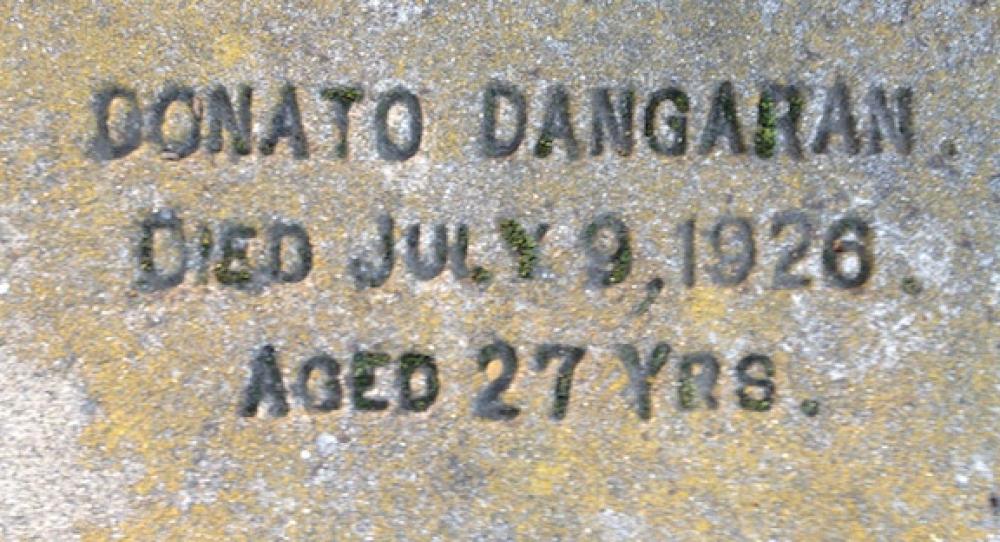 DONATO DANGARAN.
DIED JULY 9, 1926.
AGED 27 YRS.